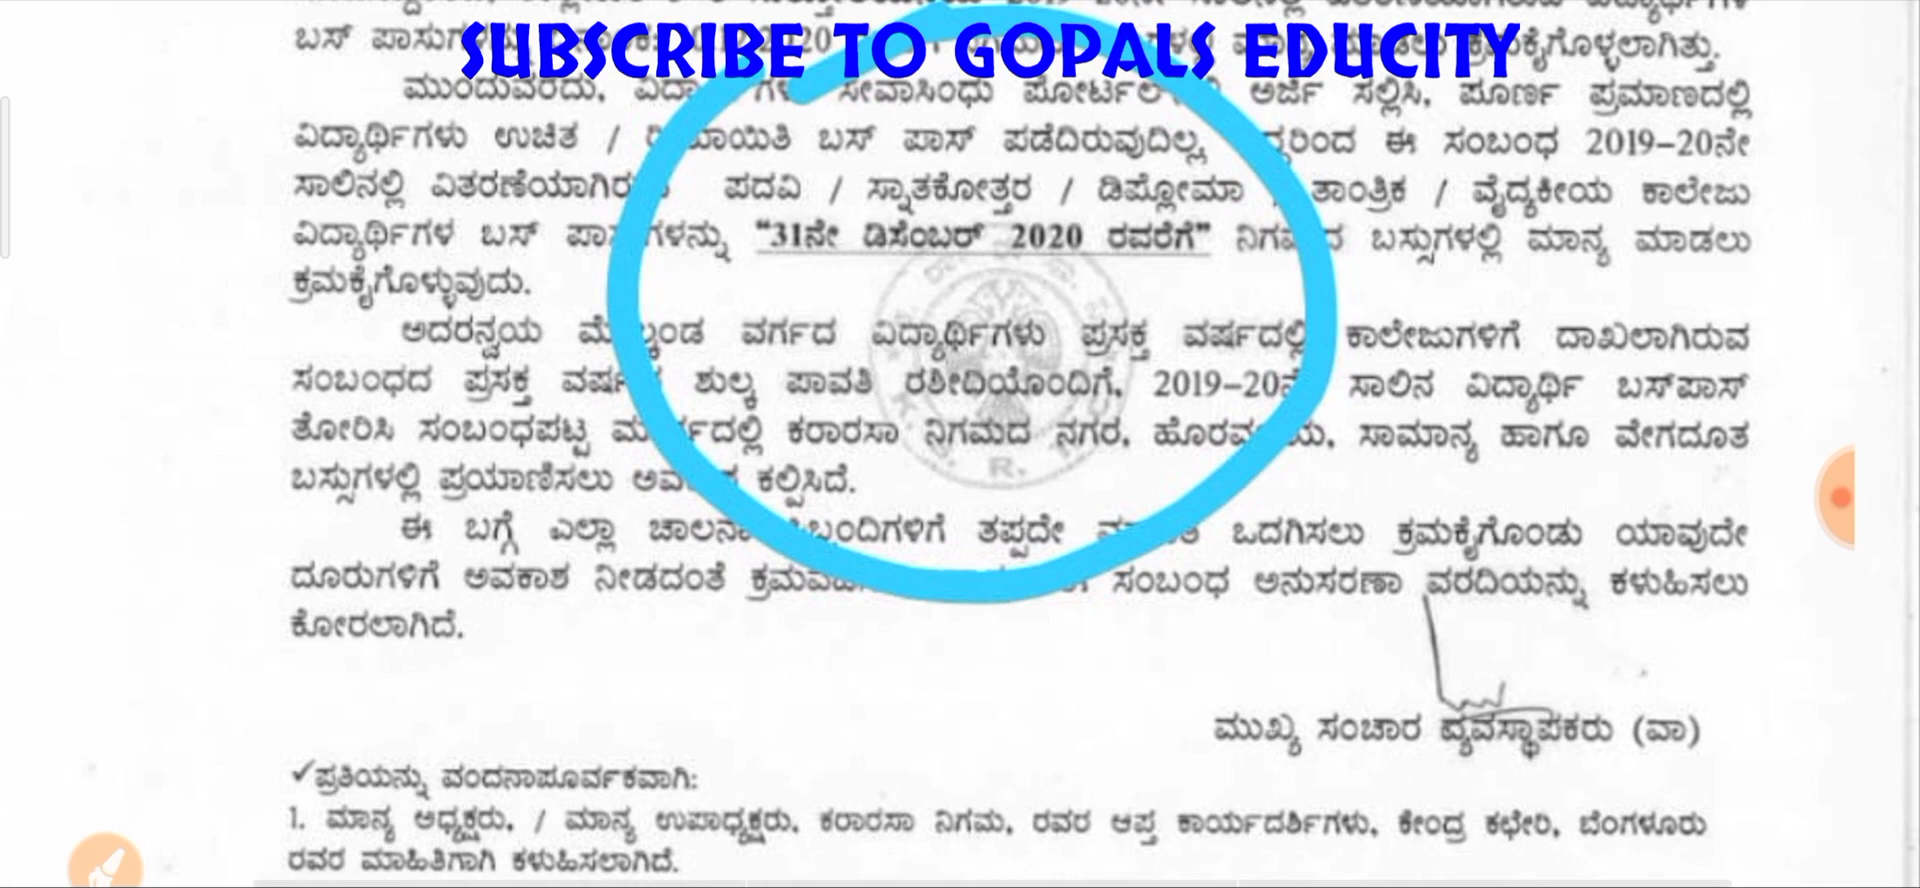 SUBSCRIBE TO GOPALS EDUCITY
ಬಸ್ ಕ್ರಮಕೈಗೊಳ್ಳಲಾಗಿತ್ತು.
ಮುಂದುವರೆದು, ಸೇವಾಸಿಂಧು ಅರ್ಜಿ ಸಲ್ಲಿಸಿ, ಪೂರ್ಣ ಪ್ರಮಾಣದಲ್ಲಿ
ವಿದ್ಯಾರ್ಥಿಗಳು ಉಚಿತ / ಬಸ್ ಪಾಸ್ ಪಡೆದಿರುವುದಿಲ್ಲ, ಈ ಸಂಬಂಧ 2019-20ನೇ
ಸಾಲಿನಲ್ಲಿ ಪದವಿ / ಸ್ನಾತಕೋತ್ತರ / ಡಿಪ್ಲೋಮಾ / ತಾಂತ್ರಿಕ / ವೈದ್ಯಕೀಯ ಕಾಲೇಜು
ವಿದ್ಯಾರ್ಥಿಗಳ ಬಸ್ "31ನೇ ಡಿಸೆಂಬರ್ 2020 ರವರೆಗೆ" ಬಸ್ಸುಗಳಲ್ಲಿ ಮಾನ್ಯ ಮಾಡಲು
ಕ್ರಮಕೈಗೊಳ್ಳುವುದು.
ಅದರನ್ವಯ ವರ್ಗದ ವಿದ್ಯಾರ್ಥಿಗಳು ಪ್ರಸಕ್ತ ವರ್ಷದಲ್ಲಿ ಕಾಲೇಜುಗಳಿಗೆ ದಾಖಲಾಗಿರುವ
ಸಂಬಂಧದ ಪ್ರಸಕ್ತ ಶುಲ್ಕ ಪಾವತಿ ರಶೀದಿಯೊಂದಿಗೆ, 2019-20ನೇ ಸಾಲಿನ ವಿದ್ಯಾರ್ಥಿ ಬಸ್‌ಪಾಸ್
ತೋರಿಸಿ ಸಂಬಂಧಪಟ್ಟ ಕರಾರಸಾ ನಿಗಮದ ನಗರ, ಸಾಮಾನ್ಯ ಹಾಗೂ ವೇಗದೂತ
ಬಸ್ಸುಗಳಲ್ಲಿ ಪ್ರಯಾಣಿಸಲು ಕಲ್ಪಿಸಿದೆ.
ಈ ಬಗ್ಗೆ ಎಲ್ಲಾ ತಪ್ಪದೇ ಒದಗಿಸಲು ಕ್ರಮಕೈಗೊಂಡು ಯಾವುದೇ
ದೂರುಗಳಿಗೆ ಅವಕಾಶ ನೀಡದಂತೆ ಸಂಬಂಧ ಅನುಸರಣಾ ವರದಿಯನ್ನು ಕಳುಹಿಸಲು
ಕೋರಲಾಗಿದೆ.
ಮುಖ್ಯ ಸಂಚಾರ ವ್ಯವಸ್ಥಾಪಕರು (ವಾ)
✓ಪ್ರತಿಯನ್ನು ವಂದನಾಪೂರ್ವಕವಾಗಿ:
1. ಮಾನ್ಯ ಅಧ್ಯಕ್ಷರು, / ಮಾನ್ಯ ಉಪಾಧ್ಯಕ್ಷರು, ಕರಾರಸಾ ನಿಗಮ, ರವರ ಆಪ್ತ ಕಾರ್ಯದರ್ಶಿಗಳು, ಕೇಂದ್ರ ಕಛೇರಿ, ಬೆಂಗಳೂರು
ರವರ ಮಾಹಿತಿಗಾಗಿ ಕಳುಹಿಸಲಾಗಿದೆ.